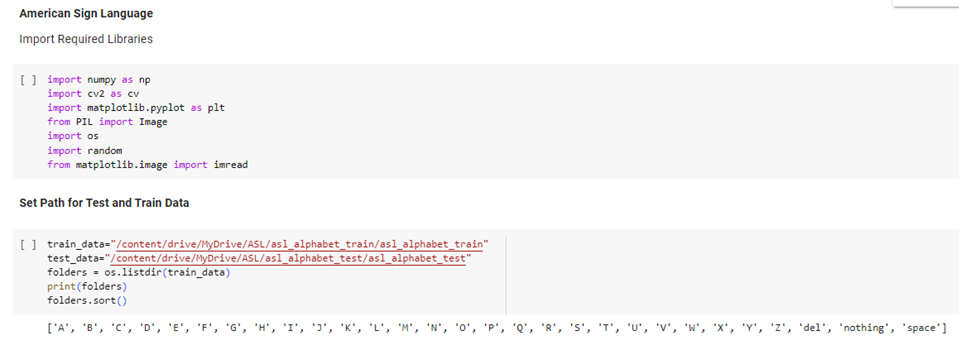 American Sign Language
Import Required Libraries
[ ] import numpy as np
import cv2 as cv
import matplotlib.pyplot as plt
from PIL import Image
import os
import random
from matplotlib.image import imread
Set Path for Test and Train Data
[ ] train_data="/content/drive/MyDrive/ASL/asl_alphabet_train/asl_alphabet_train"
test_data="/content/drive/MyDrive/ASL/asl_alphabet_test/asl_alphabet_test"
folders = os.listdir(train_data)
print(folders)
folders.sort()
['A', 'B', 'C', 'D', 'E', 'F', 'G', 'H', 'I', 'J', 'K', 'L', 'M', 'N', 'O', 'P', 'Q', 'R', 'S', 'T', 'U', 'V', 'W', 'X', 'Y', 'Z', 'del', 'nothing', 'space']